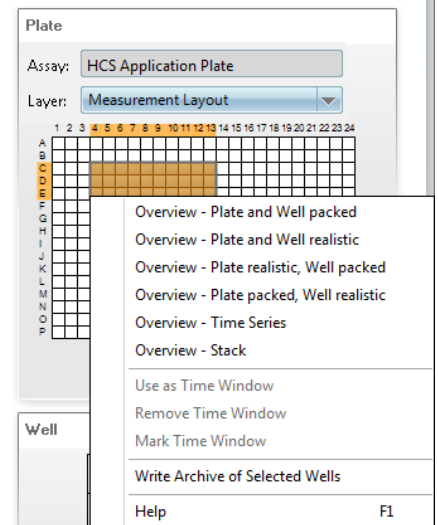 Plate
Assay: HCS Application Plate
Layer: Measurement Layout
1 2 3 4 5 6 7 8 9 10 11 12 13 14 15 16 17 18 19 20 21 22 23 24
A
B
C
D
E
F
G
H
I
J
K
L
M
N
O
P
Overview - Plate and Well packed
Overview - Plate and Well realistic
Overview - Plate realistic, Well packed
Overview - Plate packed, Well realistic
Overview - Time Series
Overview - Stack
Use as Time Window
Remove Time Window
Mark Time Window
Well
Write Archive of Selected Wells
Help F1